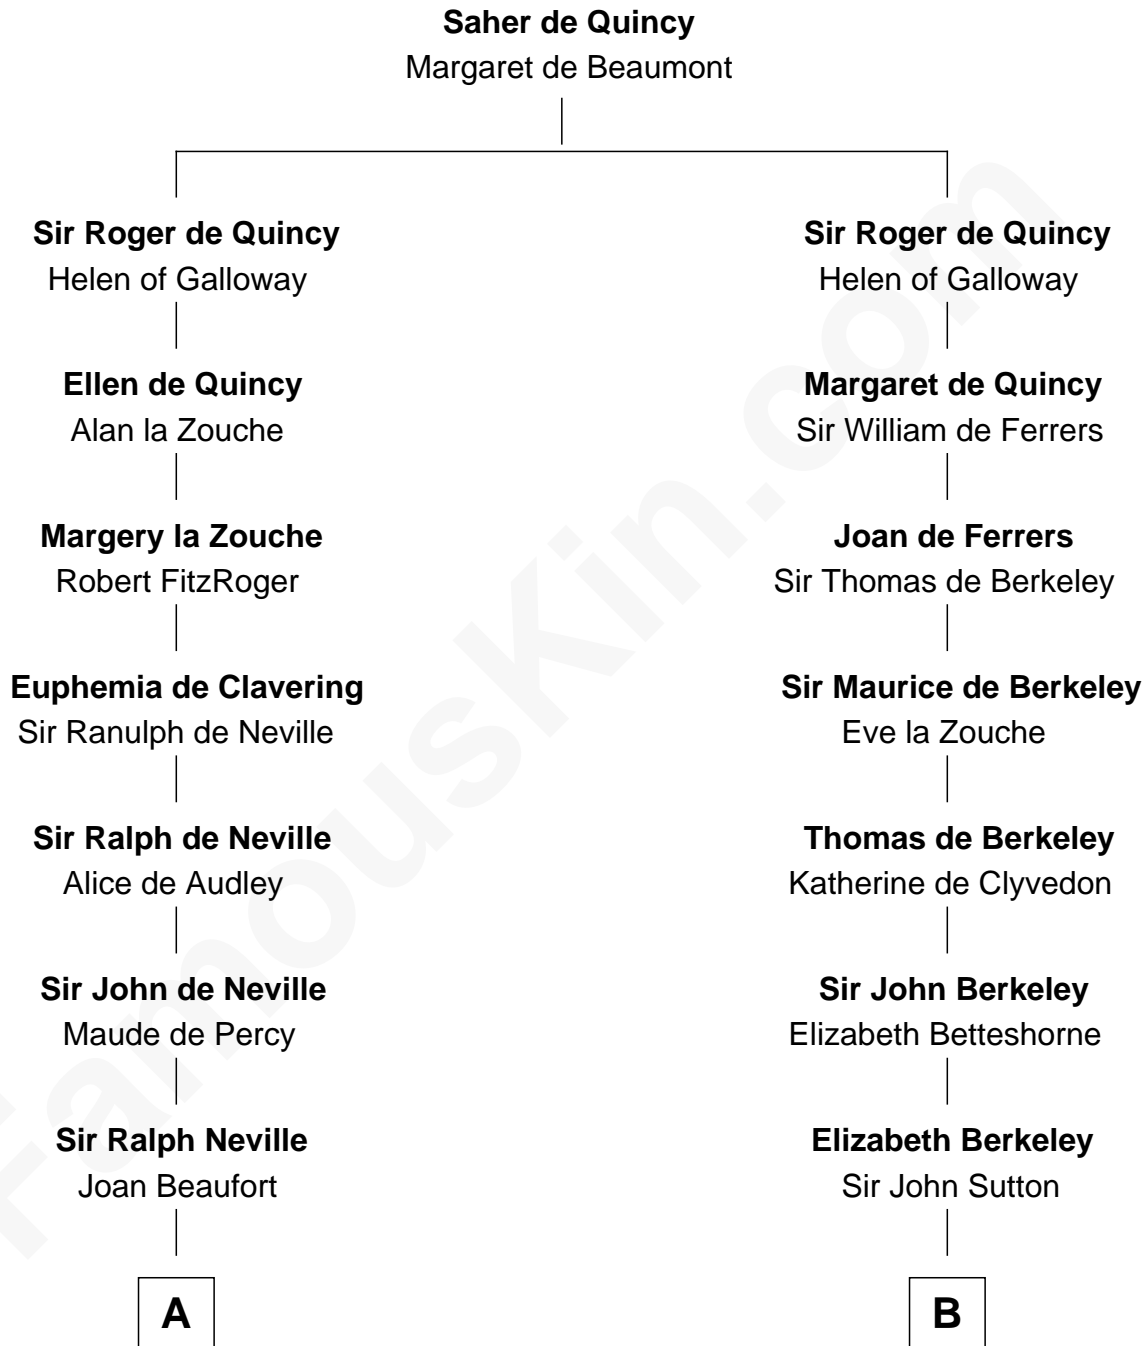 Saher de Quincy
Margaret de Beaumont
Sir Roger de Quincy
Helen of Galloway
Sir Roger de Quincy
Helen of Galloway
Ellen de Quincy
Alan la Zouche
Margaret de Quincy
Sir William de Ferrers
Margery la Zouche
Robert FitzRoger
Joan de Ferrers
Sir Thomas de Berkeley
Euphemia de Clavering
Sir Ranulph de Neville
Sir Maurice de Berkeley
Eve la Zouche
Sir Ralph de Neville
Alice de Audley
Thomas de Berkeley
Katherine de Clyvedon
Sir John de Neville
Maude de Percy
Sir John Berkeley
Elizabeth Betteshorne
Sir Ralph Neville
Joan Beaufort
Elizabeth Berkeley
Sir John Sutton
A
B
FamousKin.com